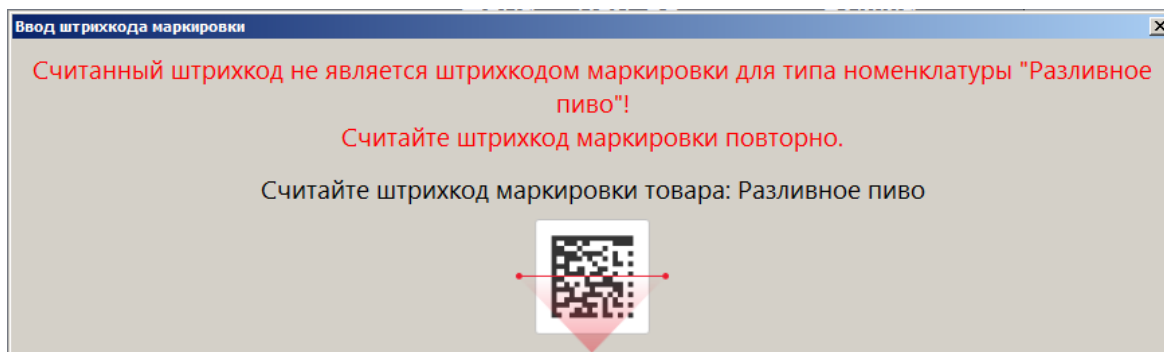 Ввод штрихкода маркировки
Считанный штрихкод не является штрихкодом маркировки для типа номенклатуры "Разливное
пиво"!
Считайте штрихкод маркировки повторно.
Считайте штрихкод маркировки товара: Разливное пиво